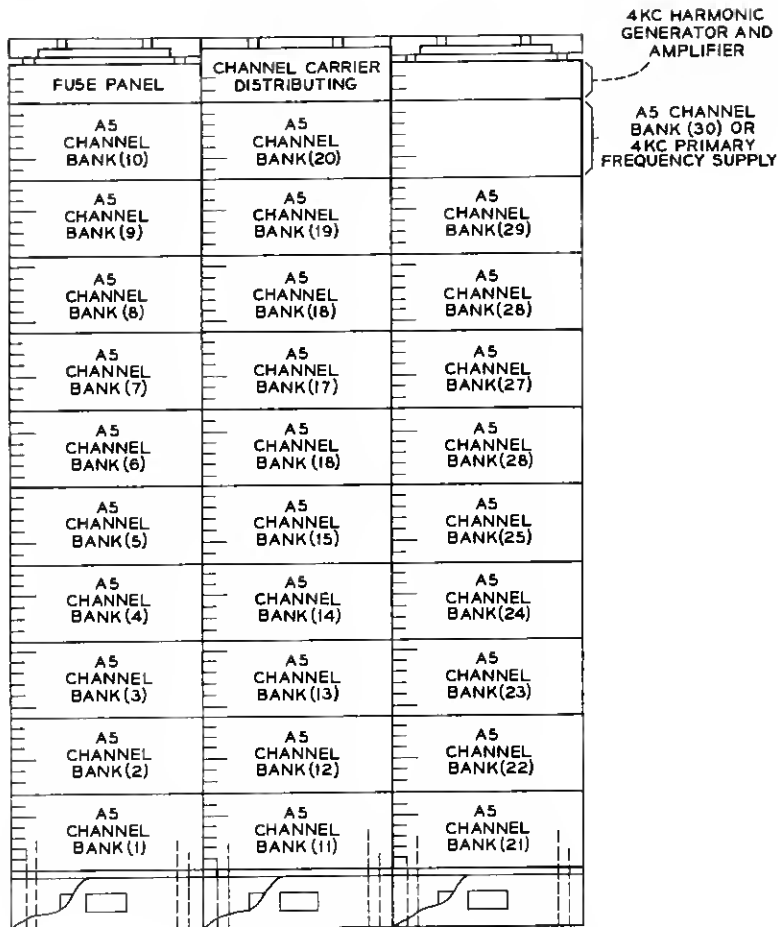 4KC HARMONIC
GENERATOR AND
AMPLIFIER
A5 CHANNEL
BANK (30) OR
4KC PRIMARY
FREQUENCY SUPPLY
FUSE PANEL
A5
CHANNEL
BANK(10)
A5
CHANNEL
BANK(9)
A5
CHANNEL
BANK(8)
A5
CHANNEL
BANK(7)
A5
CHANNEL
BANK(6)
A5
CHANNEL
BANK(5)
A5
CHANNEL
BANK(4)
A5
CHANNEL
BANK(3)
A5
CHANNEL
BANK(2)
A5
CHANNEL
BANK(1)
CHANNEL CARRIER
DISTRIBUTING
A5
CHANNEL
BANK(20)
A5
CHANNEL
BANK(19)
A5
CHANNEL
BANK(18)
A5
CHANNEL
BANK(17)
A5
CHANNEL
BANK(18)
A5
CHANNEL
BANK(15)
A5
CHANNEL
BANK(14)
A5
CHANNEL
BANK(13)
A5
CHANNEL
BANK(12)
A5
CHANNEL
BANK(11)
A5
CHANNEL
BANK(29)
A5
CHANNEL
BANK(28)
A5
CHANNEL
BANK(27)
A5
CHANNEL
BANK(28)
A5
CHANNEL
BANK(25)
A5
CHANNEL
BANK(24)
A5
CHANNEL
BANK(23)
A5
CHANNEL
BANK(22)
A5
CHANNEL
BANK(21)